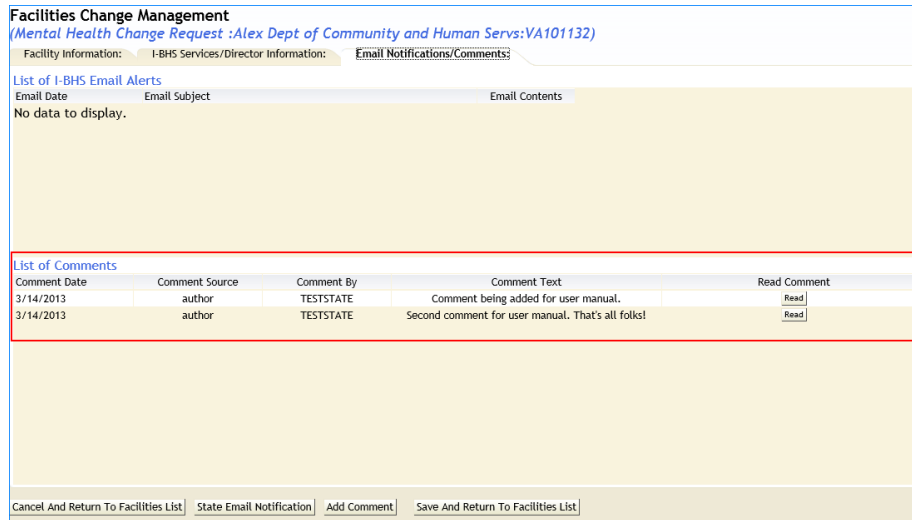 Facilities Change Management
(Mental Health Change Request :Alex Dept of Community and Human Servs:VA101132)
Facility Information: I-BHS Services/Director Information: Email Notifications/Comments:
List of I-BHS Email Alerts
Email Date Email Subject Email Contents
No data to display.
List of Comments
Comment Date Comment Source Comment By Comment Text Read Comment
3/14/2013 author TESTSTATE Comment being added for user manual. Read
3/14/2013 author TESTSTATE Second comment for user manual. That's all folks! Read
Cancel And Return To Facilities List State Email Notification Add Comment Save And Return To Facilities List